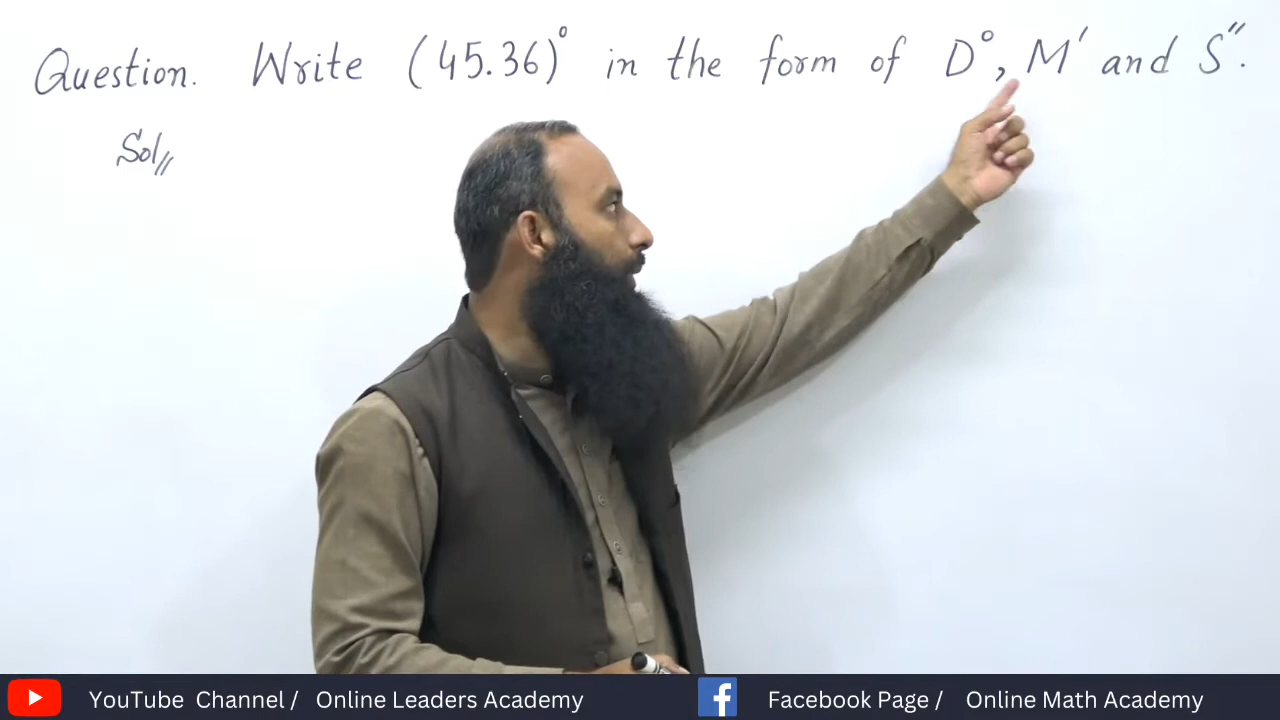 Question. Write (45.36)° in the form of D°, M' and S".
Sol//
YouTube Channel / Online Leaders Academy
Facebook Page / Online Math Academy